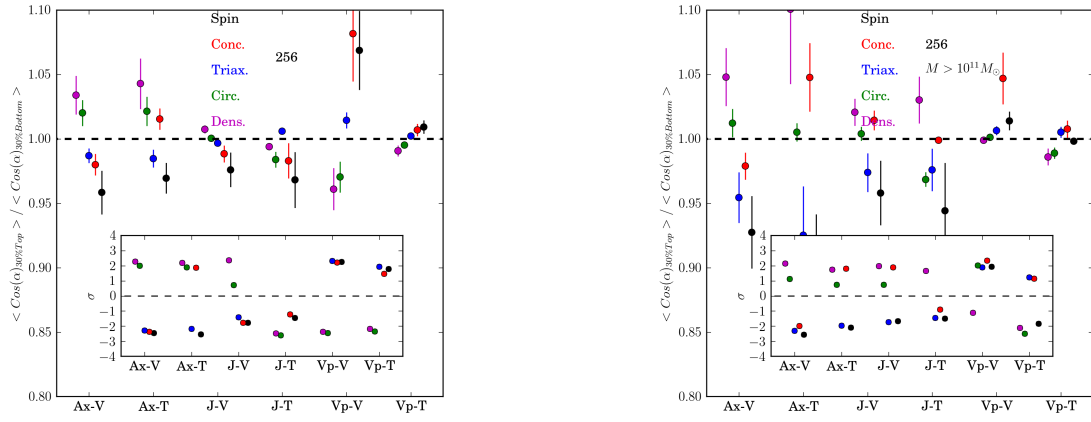 < Cos(α)30%Top > / < Cos(α)30%Bottom >
1.10
1.05
1.00
0.95
0.90
0.85
0.80
Spin
Conc.
Triax.
Circ.
Dens.
256
σ
4
3
2
1
0
−1
−2
−3
−4
Ax-V Ax-T J-V J-T Vp-V Vp-T
Ax-V Ax-T J-V J-T Vp-V Vp-T
< Cos(α)30%Top > / < Cos(α)30%Bottom >
1.10
1.05
1.00
0.95
0.90
0.85
0.80
Spin
Conc.
Triax.
Circ.
Dens.
256
M > 10¹¹M⊙
σ
4
3
2
1
0
−1
−2
−3
−4
Ax-V Ax-T J-V J-T Vp-V Vp-T
Ax-V Ax-T J-V J-T Vp-V Vp-T